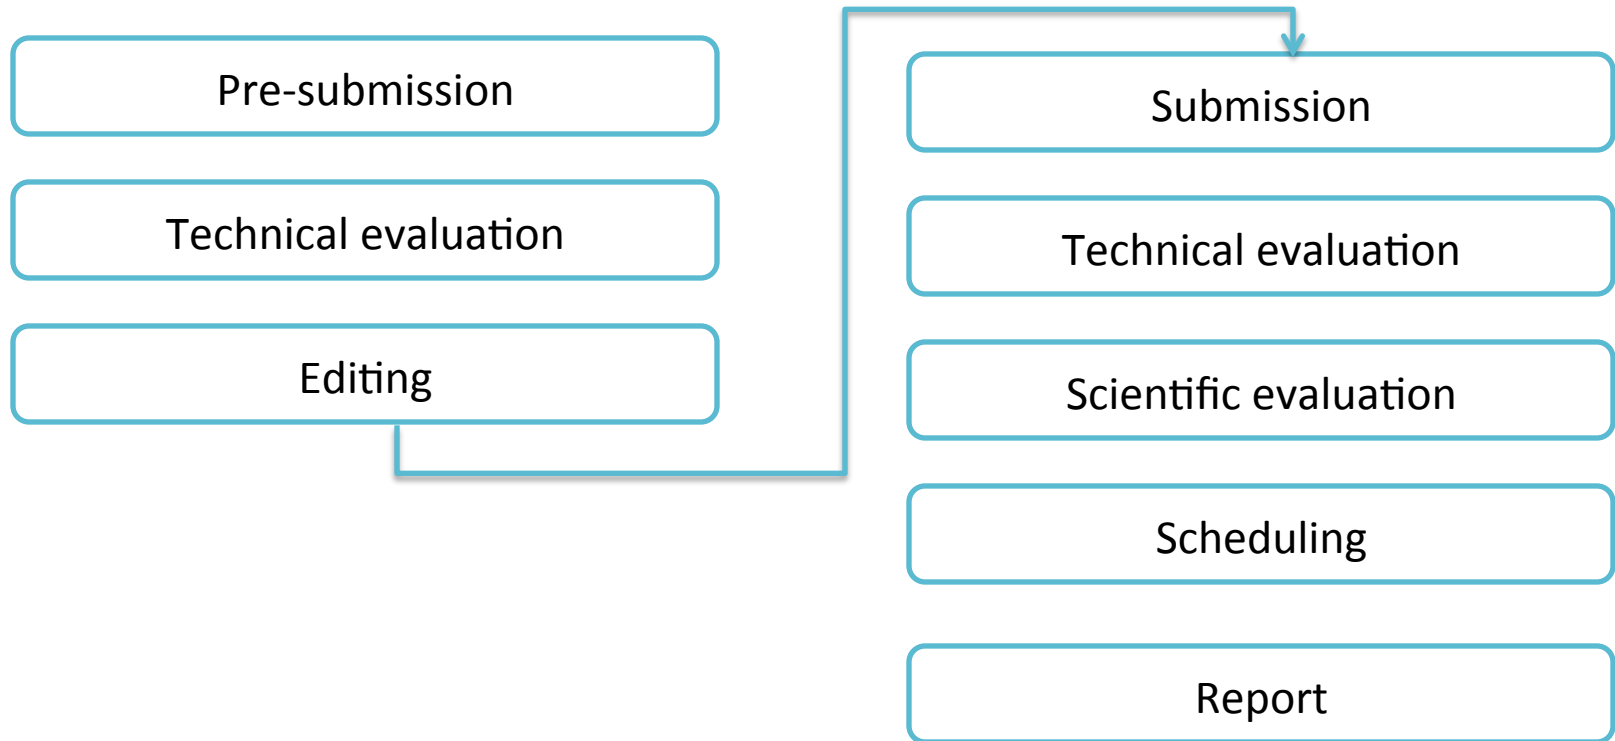 Pre-submission
Technical evaluation
Editing
Submission
Technical evaluation
Scientific evaluation
Scheduling
Report